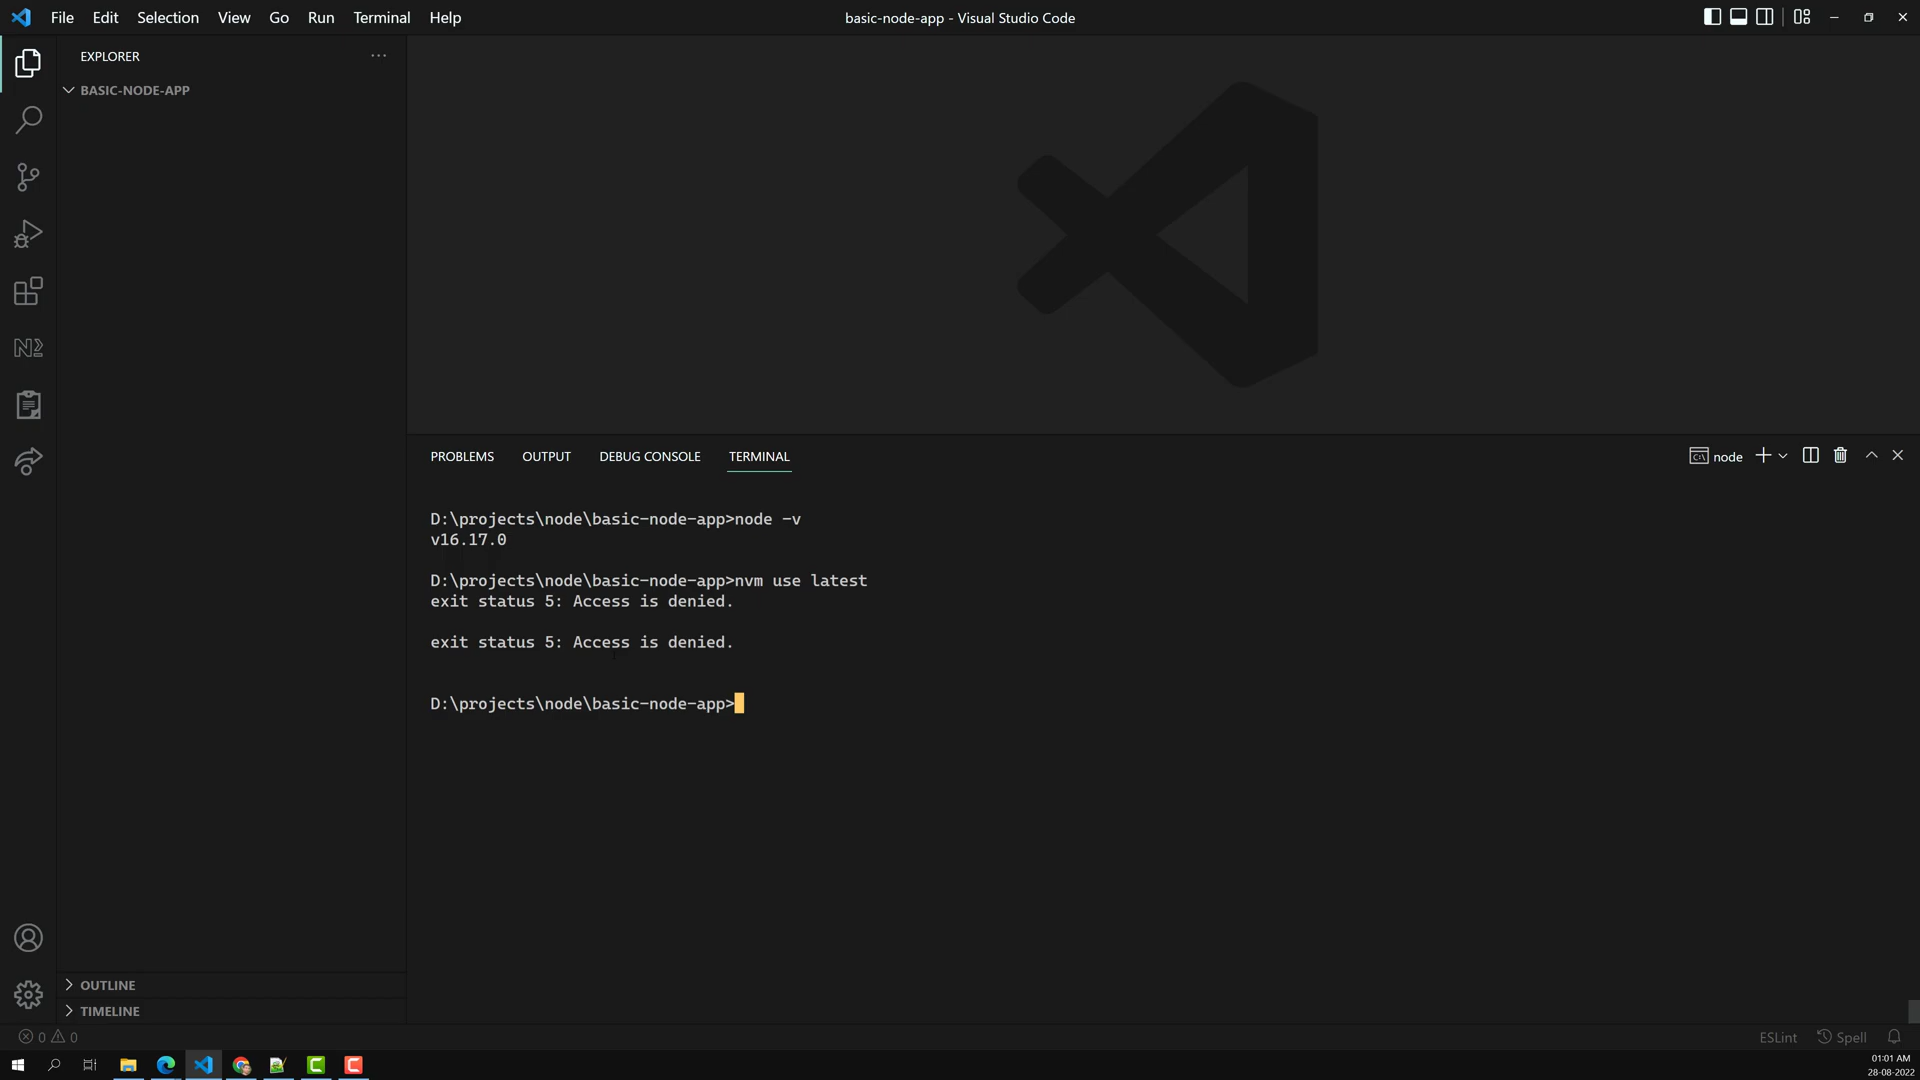 File Edit Selection View Go Run Terminal Help
basic-node-app - Visual Studio Code
EXPLORER
BASIC-NODE-APP
PROBLEMS OUTPUT DEBUG CONSOLE TERMINAL
node
D:\projects\node\basic-node-app>node -v
v16.17.0
D:\projects\node\basic-node-app>nvm use latest
exit status 5: Access is denied.
exit status 5: Access is denied.
D:\projects\node\basic-node-app>
OUTLINE
TIMELINE
0 0
ESLint Spell
01:01 AM
28-08-2022